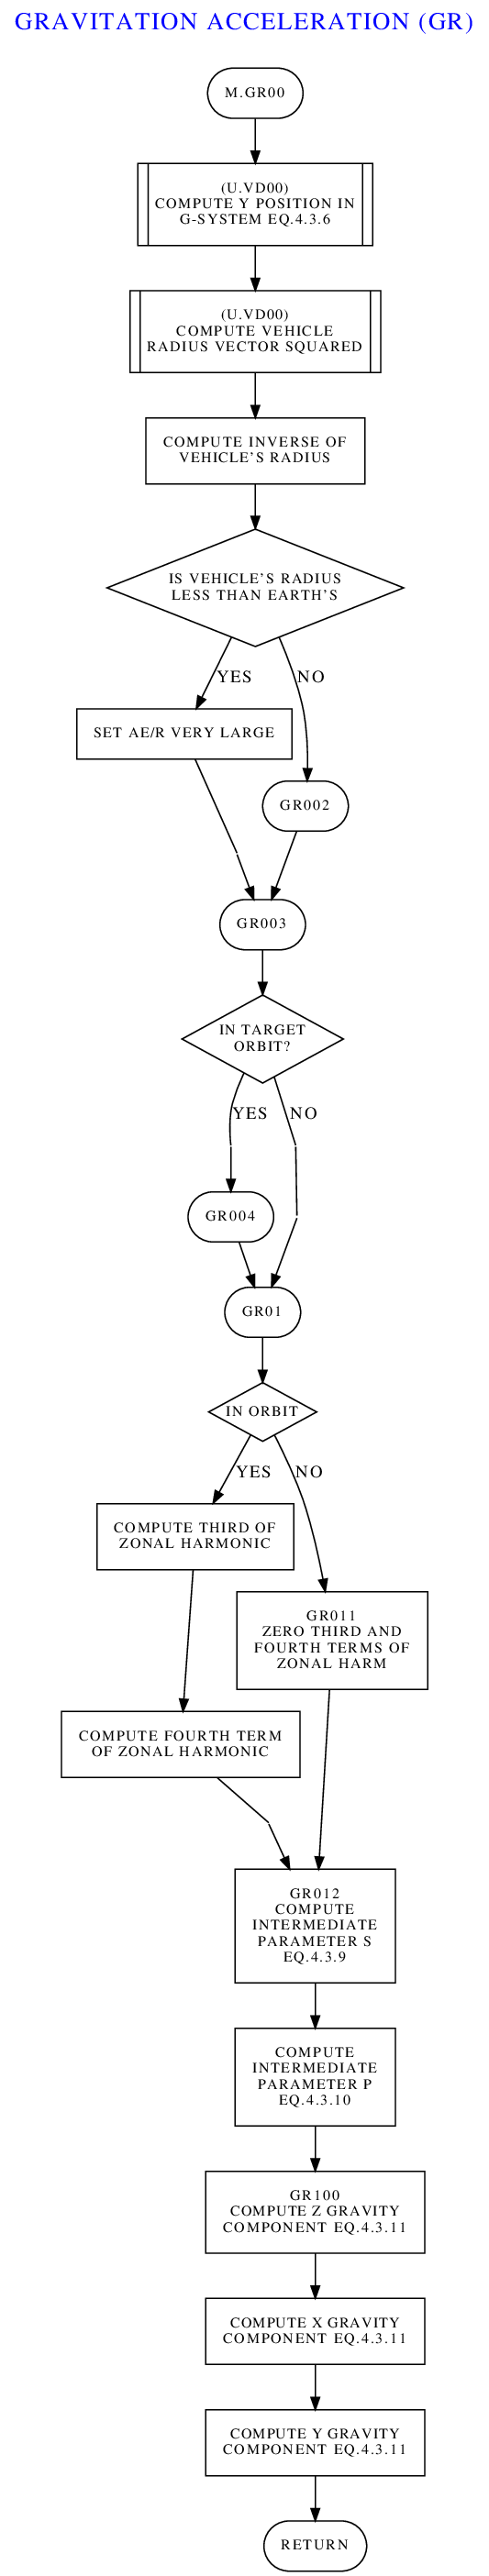 GRAVITATION ACCELERATION (GR)
M.GR00
(U.VD00)
COMPUTE Y POSITION IN
G-SYSTEM EQ.4.3.6
(U.VD00)
COMPUTE VEHICLE
RADIUS VECTOR SQUARED
COMPUTE INVERSE OF
VEHICLE'S RADIUS
IS VEHICLE'S RADIUS
LESS THAN EARTH'S
YES
NO
SET AE/R VERY LARGE
GR002
GR003
IN TARGET
ORBIT?
YES
NO
GR004
GR01
IN ORBIT
YES
NO
COMPUTE THIRD OF
ZONAL HARMONIC
GR011
ZERO THIRD AND
FOURTH TERMS OF
ZONAL HARM
COMPUTE FOURTH TERM
OF ZONAL HARMONIC
GR012
COMPUTE
INTERMEDIATE
PARAMETER S
EQ.4.3.9
COMPUTE
INTERMEDIATE
PARAMETER P
EQ.4.3.10
GR100
COMPUTE Z GRAVITY
COMPONENT EQ.4.3.11
COMPUTE X GRAVITY
COMPONENT EQ.4.3.11
COMPUTE Y GRAVITY
COMPONENT EQ.4.3.11
RETURN